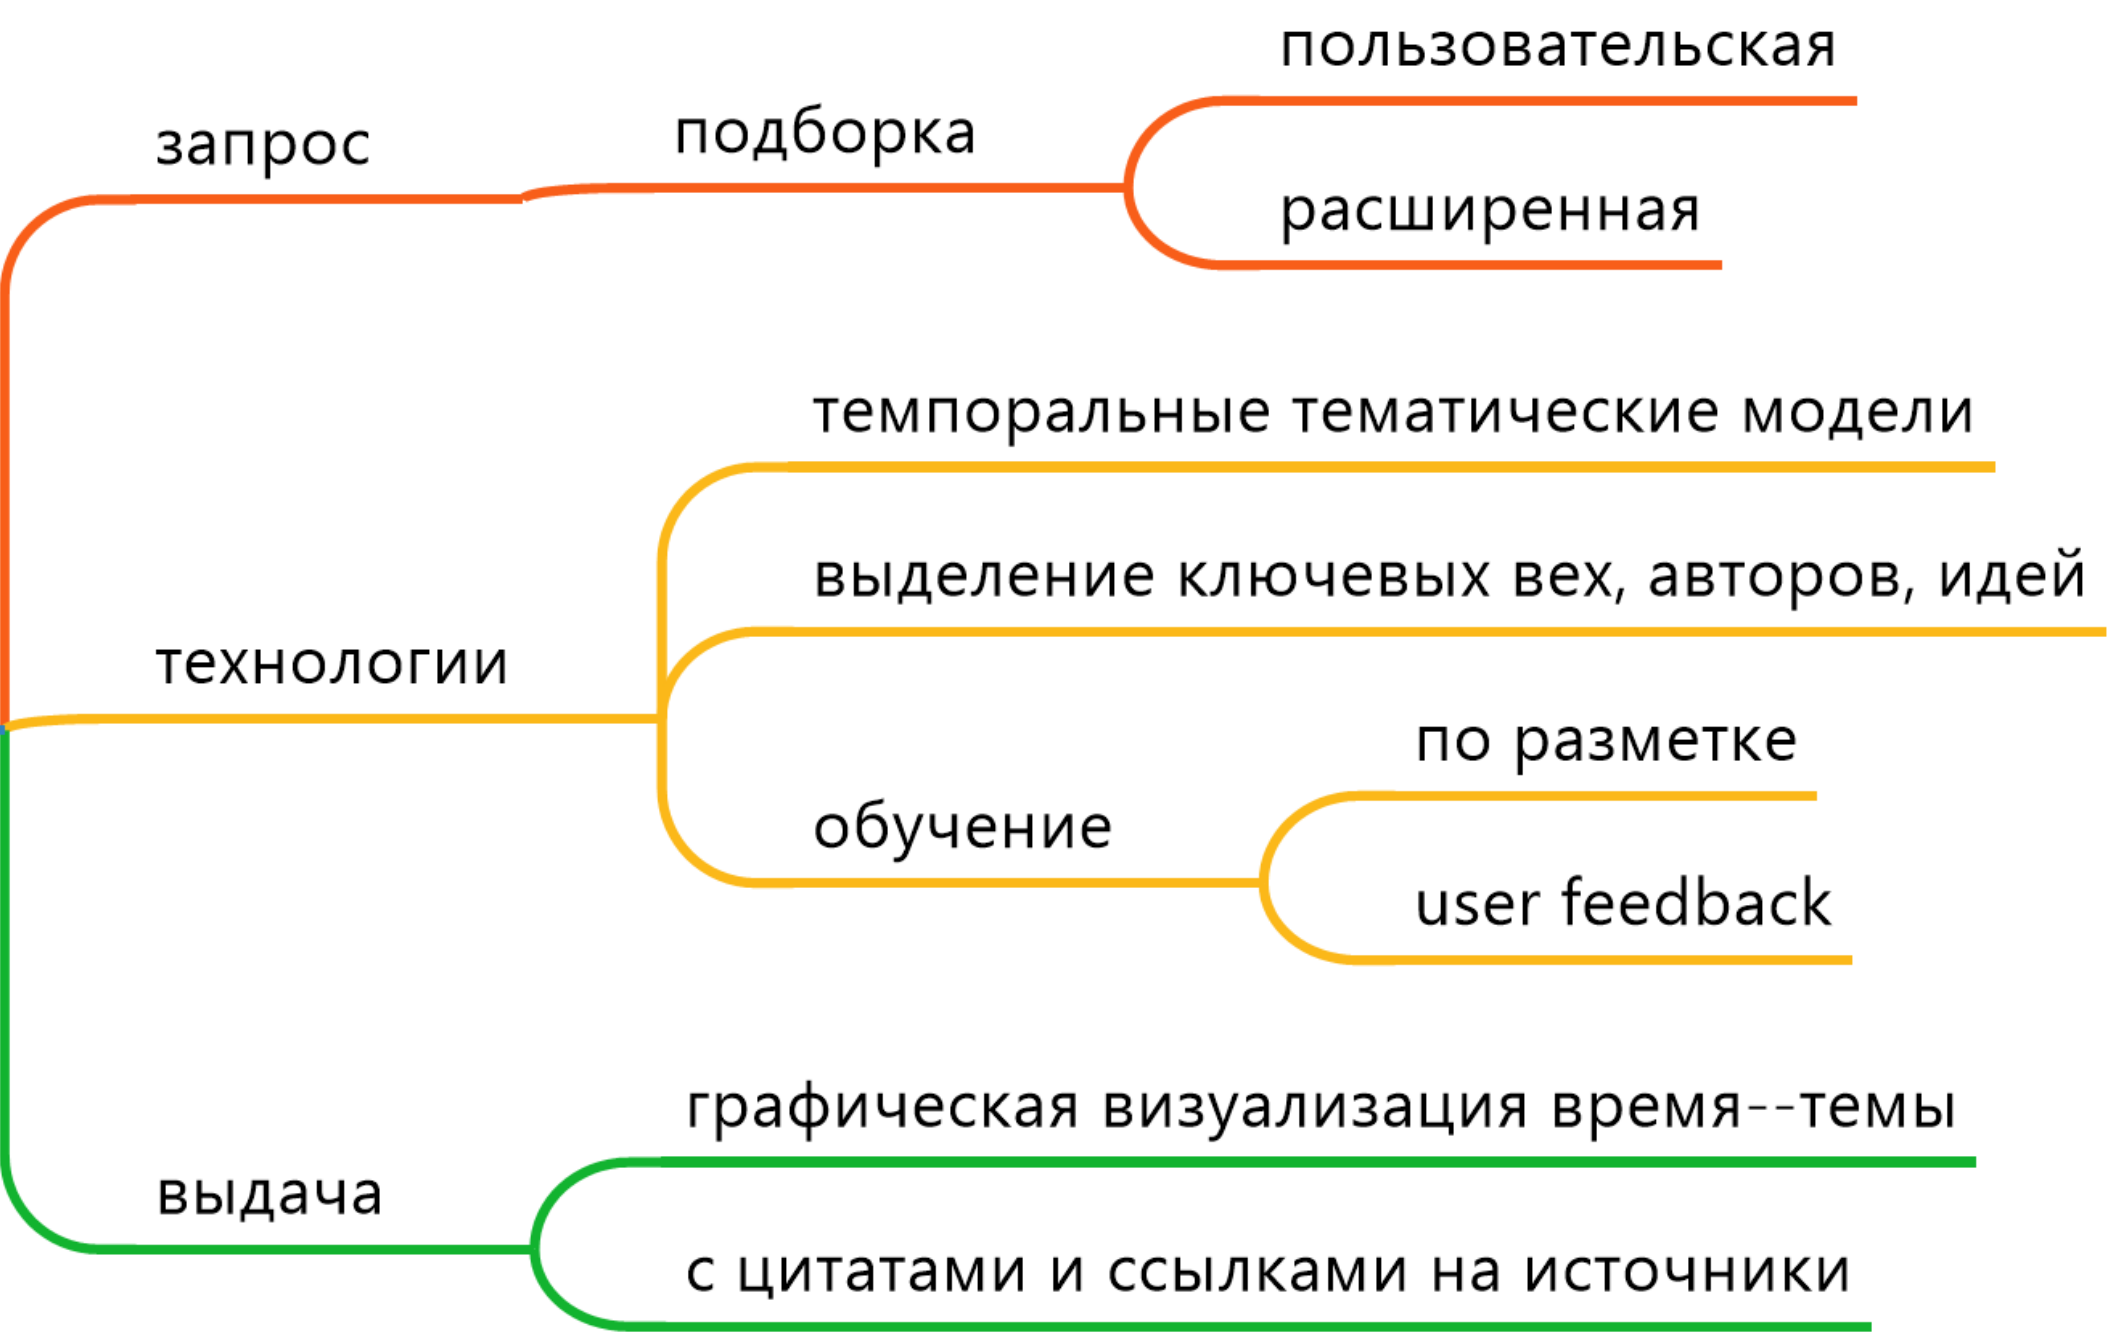 запрос
подборка
пользовательская
расширенная
технологии
темпоральные тематические модели
выделение ключевых вех, авторов, идей
обучение
по разметке
user feedback
выдача
графическая визуализация время--темы
с цитатами и ссылками на источники